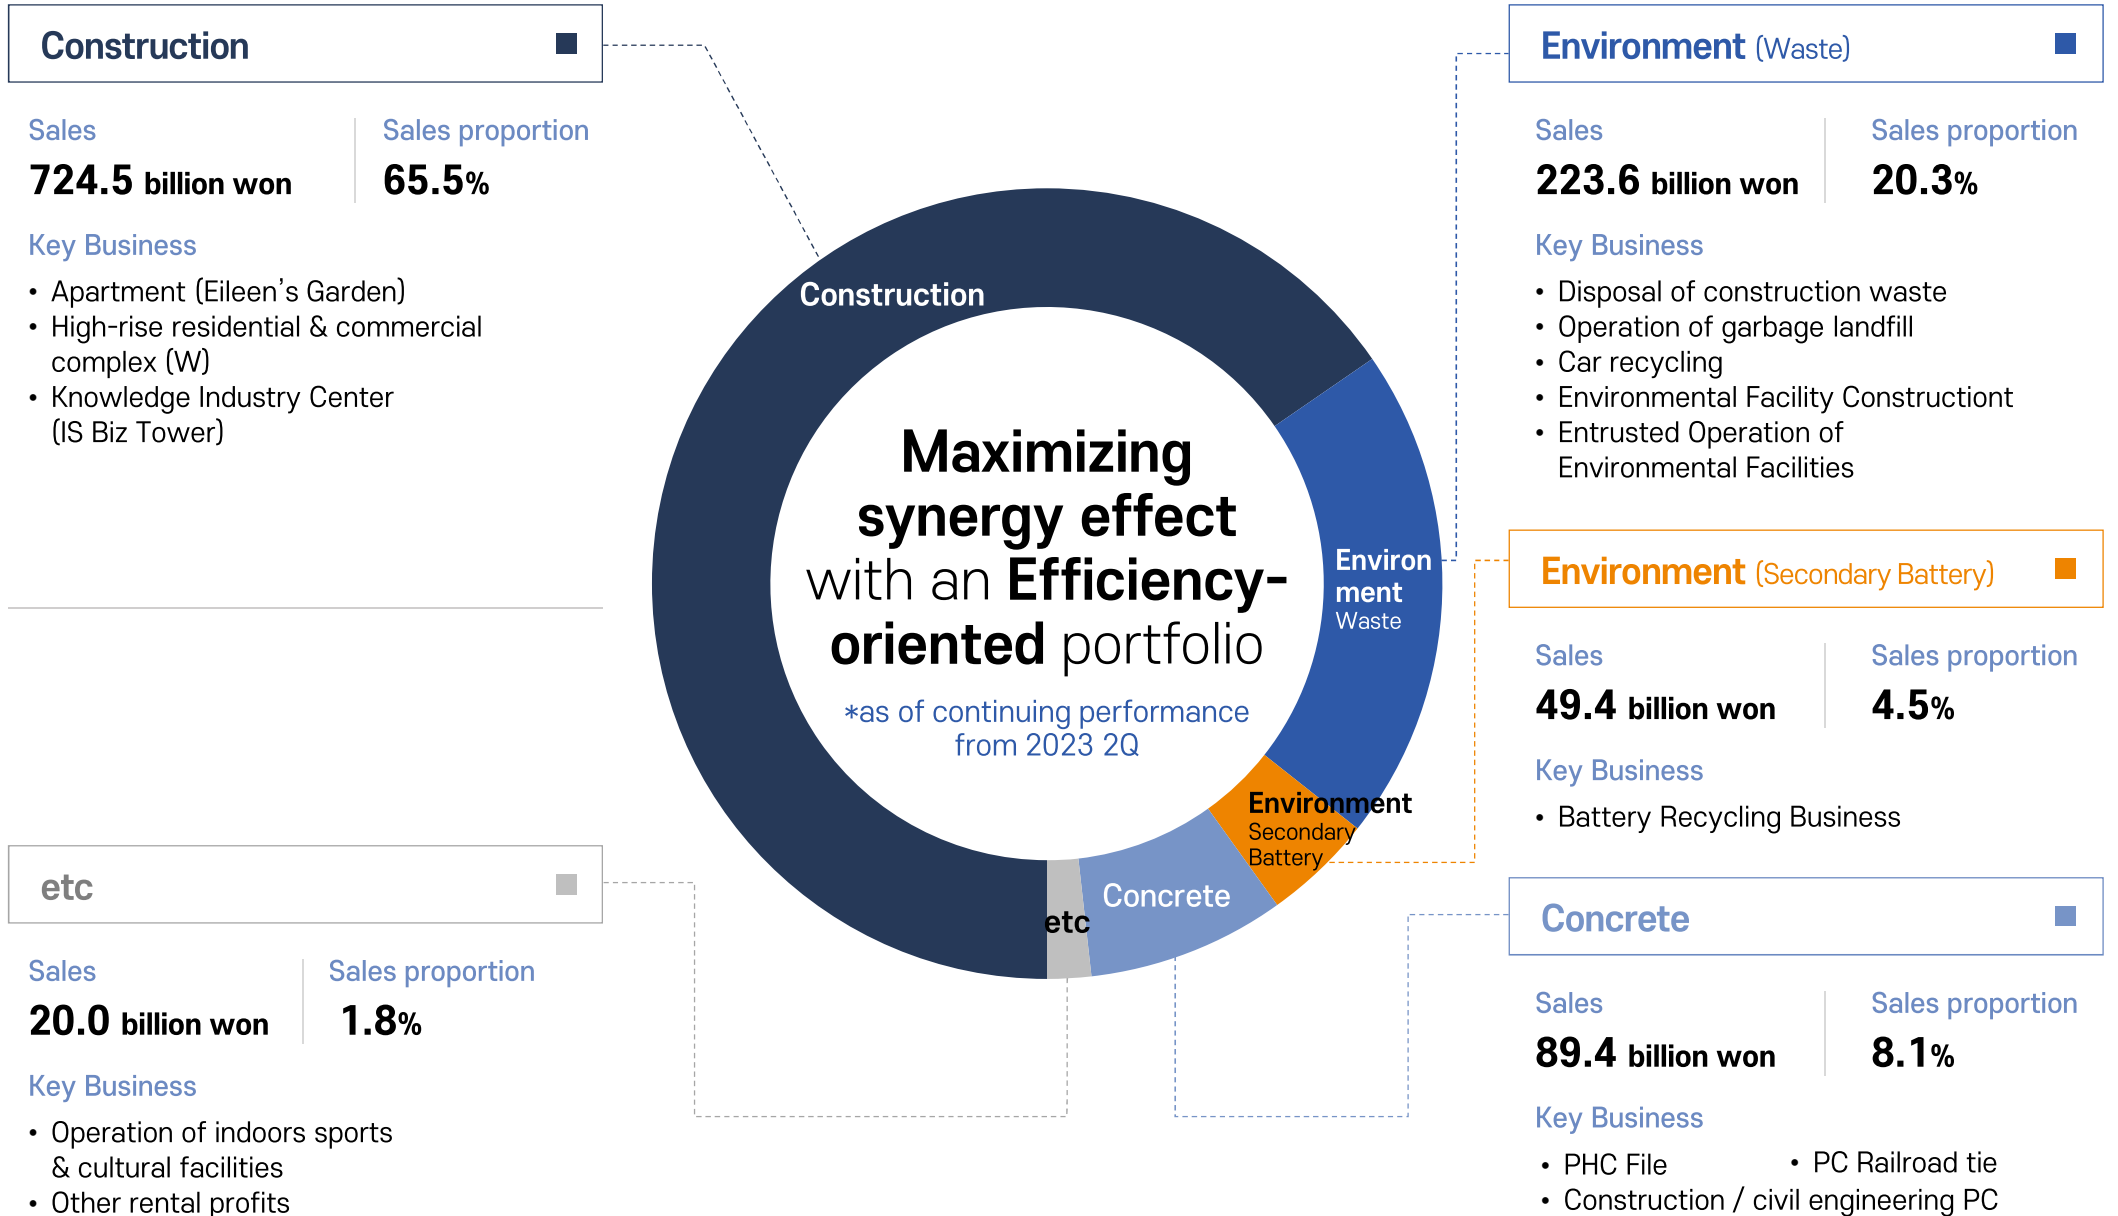 Construction
Sales
724.5 billion won
Sales proportion
65.5%
Key Business
• Apartment (Eileen's Garden)
• High-rise residential & commercial
complex (W)
• Knowledge Industry Center
(IS Biz Tower)
etc
Sales
20.0 billion won
Sales proportion
1.8%
Key Business
• Operation of indoors sports
& cultural facilities
• Other rental profits
Construction
Environ
ment
Waste
Environment
Secondary
Battery
Concrete
etc
Maximizing
synergy effect
with an Efficiency-
oriented portfolio
*as of continuing performance
from 2023 2Q
Environment (Waste)
Sales
223.6 billion won
Sales proportion
20.3%
Key Business
• Disposal of construction waste
• Operation of garbage landfill
• Car recycling
• Environmental Facility Constructiont
• Entrusted Operation of
Environmental Facilities
Environment (Secondary Battery)
Sales
49.4 billion won
Sales proportion
4.5%
Key Business
• Battery Recycling Business
Concrete
Sales
89.4 billion won
Sales proportion
8.1%
Key Business
• PHC File
• PC Railroad tie
• Construction / civil engineering PC